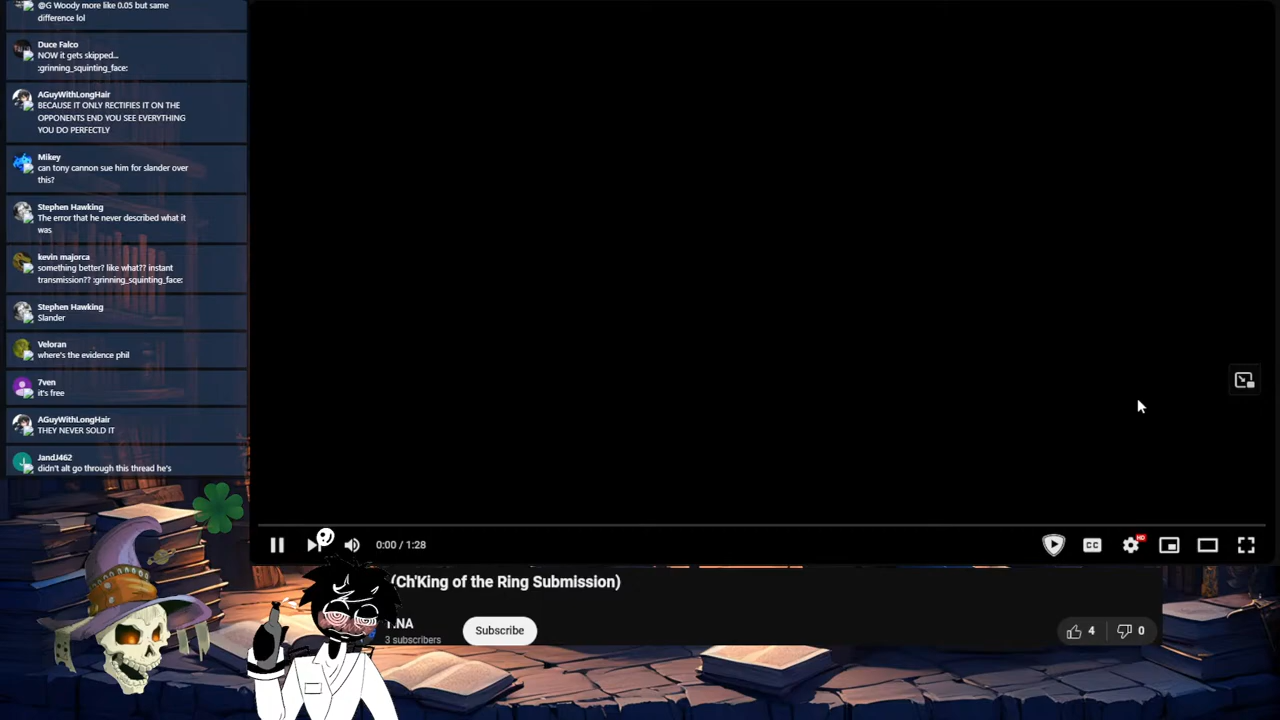 @G Woody more like 0.05 but same
difference lol
Duce Falco
NOW it gets skipped...
:grinning_squinting_face:
AGuyWithLongHair
BECAUSE IT ONLY RECTIFIES IT ON THE
OPPONENTS END YOU SEE EVERYTHING
YOU DO PERFECTLY
Mikey
can tony cannon sue him for slander over
this?
Stephen Hawking
The error that he never described what it
was
kevin majorca
something better? like what?? instant
transmission?? :grinning_squinting_face:
Stephen Hawking
Slander
Veloran
where's the evidence phil
7ven
it's free
AGuyWithLongHair
THEY NEVER SOLD IT
JandJ462
didn't alt go through this thread he's
0:00 / 1:28
CC
HD
(Ch'King of the Ring Submission)
.NA
3 subscribers
Subscribe
4
0